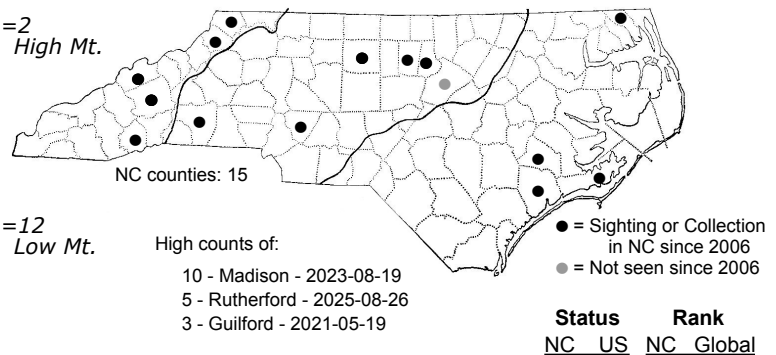 =2
High Mt.
NC counties: 15
=12
Low Mt.
High counts of:
10 - Madison - 2023-08-19
5 - Rutherford - 2025-08-26
3 - Guilford - 2021-05-19
● = Sighting or Collection
in NC since 2006
● = Not seen since 2006
Status Rank
NC US NC Global